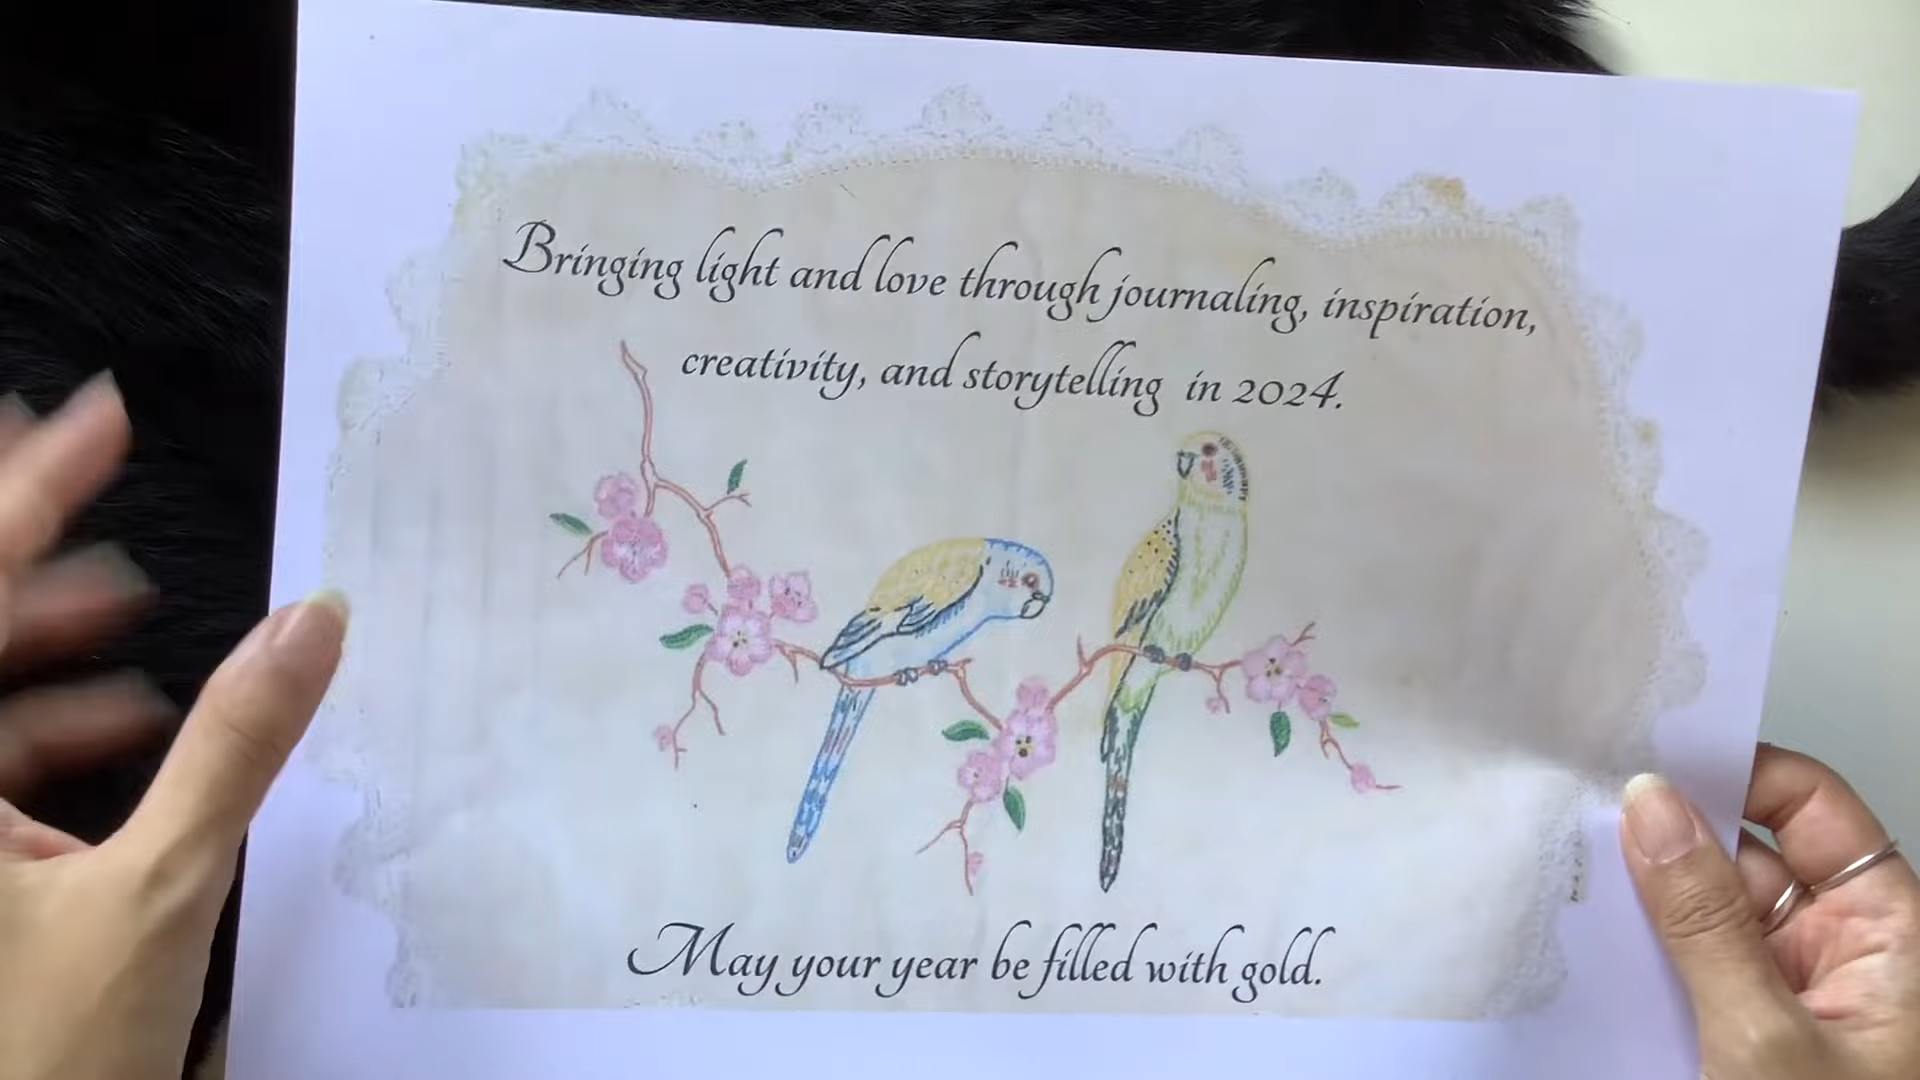 Bringing light and love through journaling, inspiration,
creativity, and storytelling in 2024.
May your year be filled with gold.